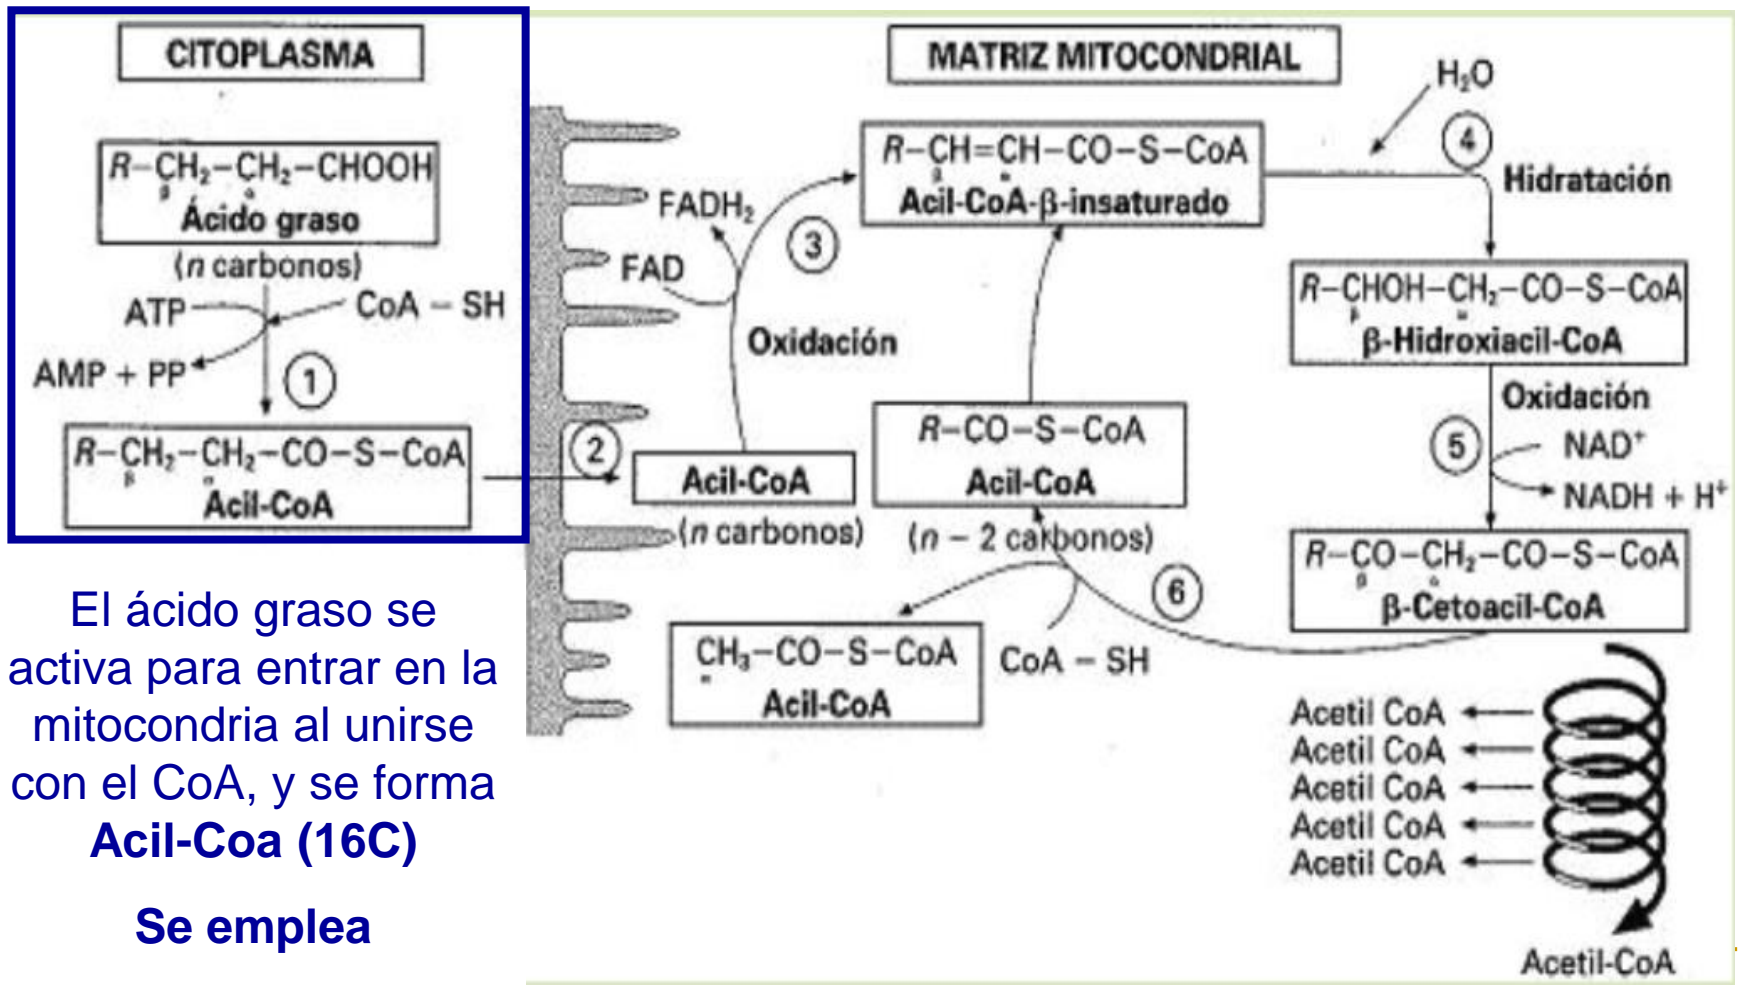 CITOPLASMA
R–CH₂–CH₂–CHOOH
β α
Ácido graso
(n carbonos)
ATP
CoA – SH
AMP + PP
1
R–CH₂–CH₂–CO–S–CoA
β α
Acil-CoA
El ácido graso se
activa para entrar en la
mitocondria al unirse
con el CoA, y se forma
Acil-Coa (16C)
Se emplea
MATRIZ MITOCONDRIAL
2
Acil-CoA
(n carbonos)
FAD
FADH₂
3
Oxidación
R–CH=CH–CO–S–CoA
β α
Acil-CoA-β-insaturado
H₂O
4
Hidratación
R–CHOH–CH₂–CO–S–CoA
β α
β-Hidroxiacil-CoA
Oxidación
5
NAD⁺
NADH + H⁺
R–CO–CH₂–CO–S–CoA
β α
β-Cetoacil-CoA
6
R–CO–S–CoA
Acil-CoA
(n – 2 carbonos)
CoA – SH
CH₃–CO–S–CoA
α
Acil-CoA
Acetil CoA
Acetil CoA
Acetil CoA
Acetil CoA
Acetil CoA
Acetil-CoA